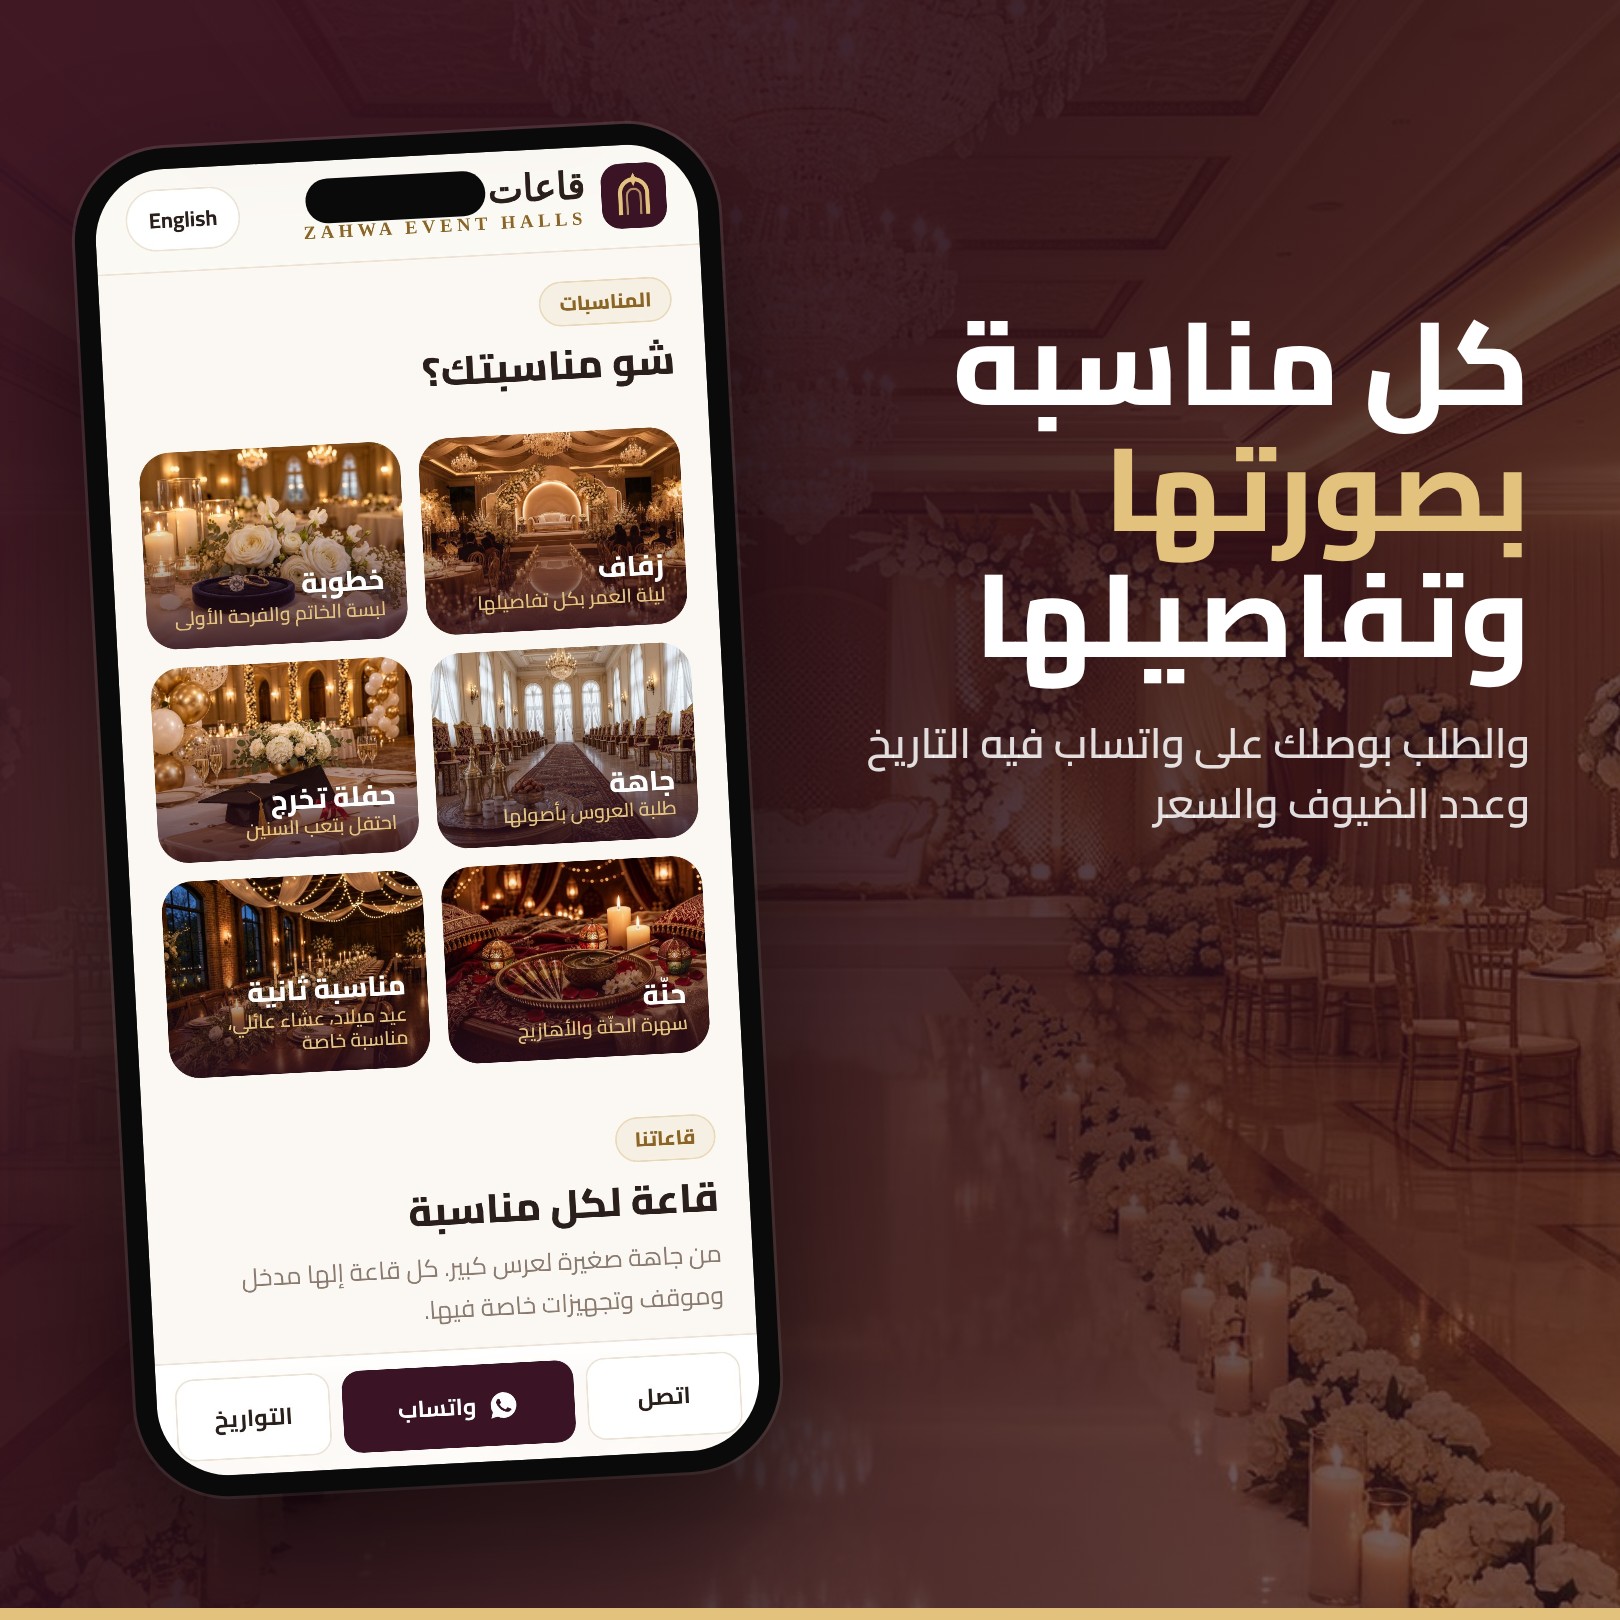 كل مناسبة
بصورتها
وتفاصيلها
والطلب بوصلك على واتساب فيه التاريخ
وعدد الضيوف والسعر
قاعات
ZAHWA EVENT HALLS
English
المناسبات
شو مناسبتك؟
زفاف
ليلة العمر بكل تفاصيلها
خطوبة
لبسة الخاتم والفرحة الأولى
جاهة
طلبة العروس بأصولها
حفلة تخرج
احتفل بتعب السنين
حنّة
سهرة الحنّة والأهازيج
مناسبة ثانية
عيد ميلاد، عشاء عائلي،
مناسبة خاصة
قاعاتنا
قاعة لكل مناسبة
من جاهة صغيرة لعرس كبير. كل قاعة إلها مدخل
وموقف وتجهيزات خاصة فيها.
اتصل
واتساب
التواريخ